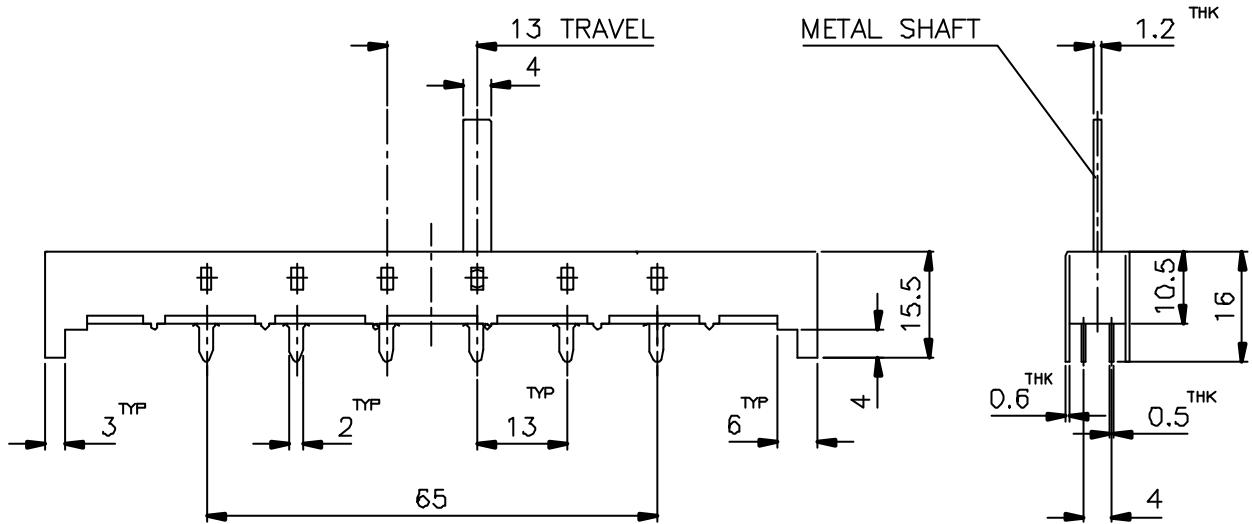 13 TRAVEL
METAL SHAFT
1.2 THK
4
15.5
10.5
16
4
3 TYP
2 TYP
13 TYP
6 TYP
0.6 THK
0.5 THK
65
4